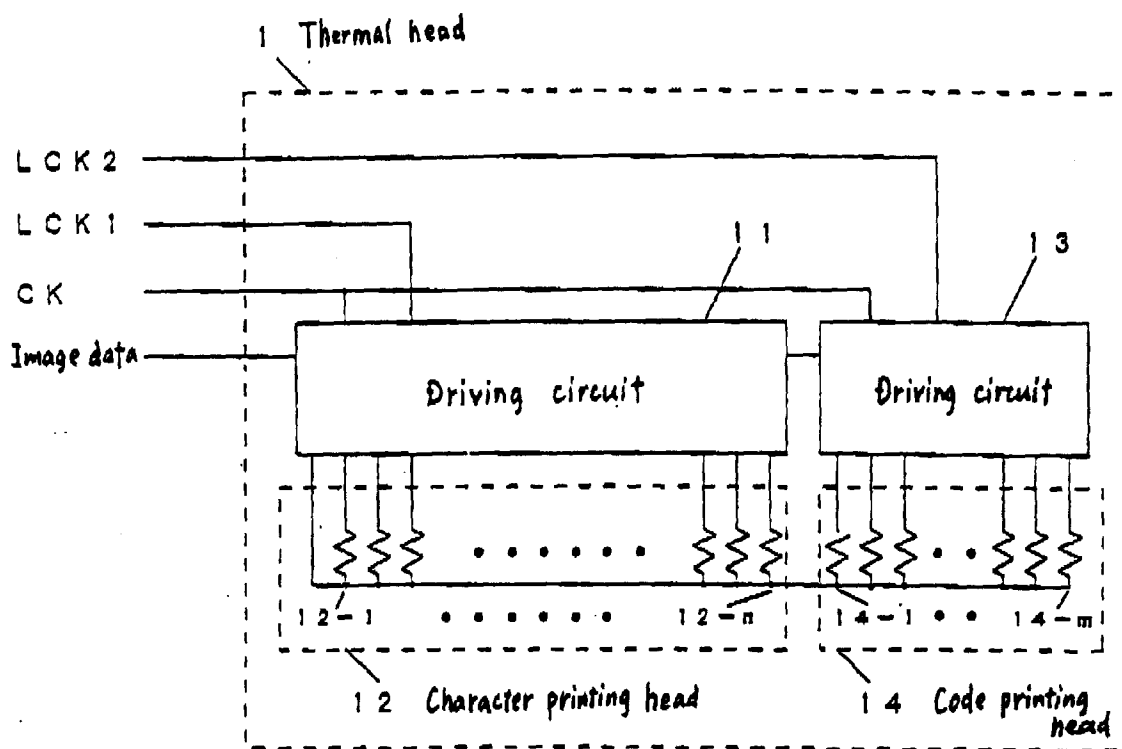 1 Thermal head
LCK2
LCK1
CK
Image data
11
13
Driving circuit
Driving circuit
12-1
12-n
14-1
14-m
12 Character printing head
14 Code printing
head